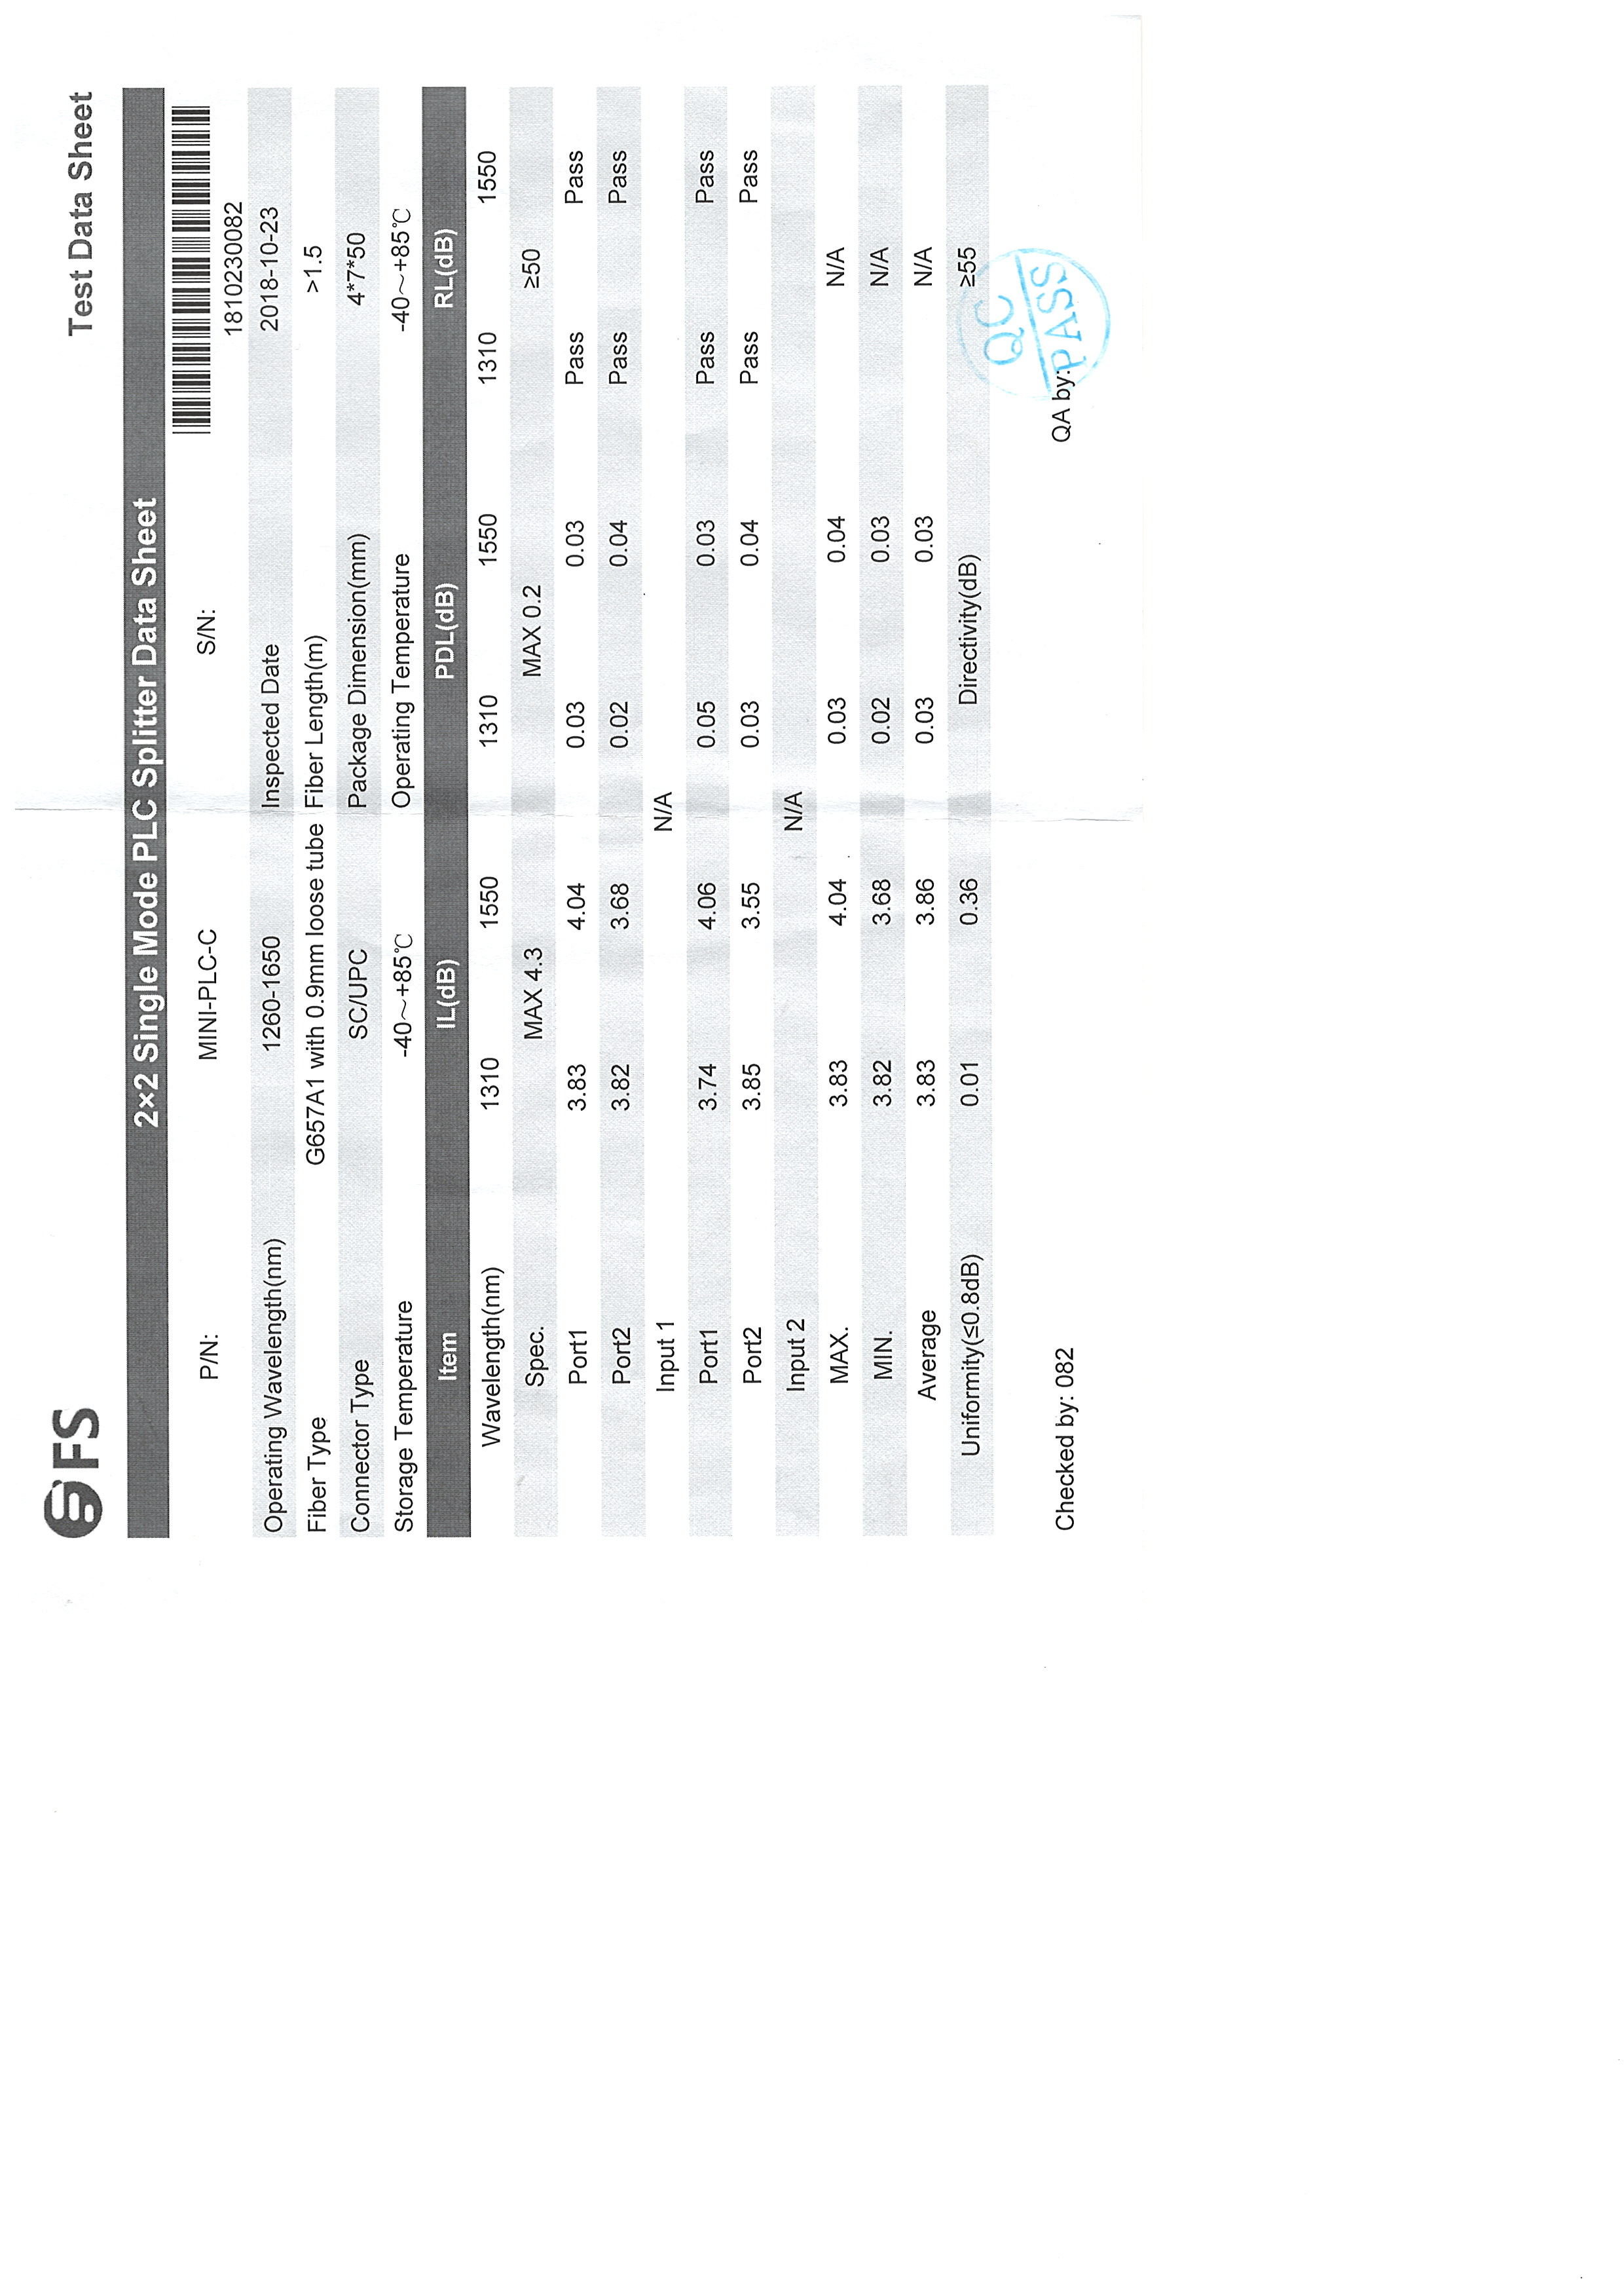 FS
Test Data Sheet
2×2 Single Mode PLC Splitter Data Sheet
P/N: MINI-PLC-C S/N:
1810230082
Operating Wavelength(nm) 1260-1650 Inspected Date 2018-10-23
Fiber Type G657A1 with 0.9mm loose tube Fiber Length(m) >1.5
Connector Type SC/UPC Package Dimension(mm) 4*7*50
Storage Temperature -40～+85℃ Operating Temperature -40～+85℃
Item IL(dB) PDL(dB) RL(dB)
Wavelength(nm) 1310 1550 1310 1550 1310 1550
Spec. MAX 4.3 MAX 0.2 ≥50
Port1 3.83 4.04 0.03 0.03 Pass Pass
Port2 3.82 3.68 0.02 0.04 Pass Pass
Input 1 N/A
Port1 3.74 4.06 0.05 0.03 Pass Pass
Port2 3.85 3.55 0.03 0.04 Pass Pass
Input 2 N/A
MAX. 3.83 4.04 0.03 0.04 N/A
MIN. 3.82 3.68 0.02 0.03 N/A
Average 3.83 3.86 0.03 0.03 N/A
Uniformity(≤0.8dB) 0.01 0.36 Directivity(dB) ≥55
Checked by: 082 QA by:
QC
PASS